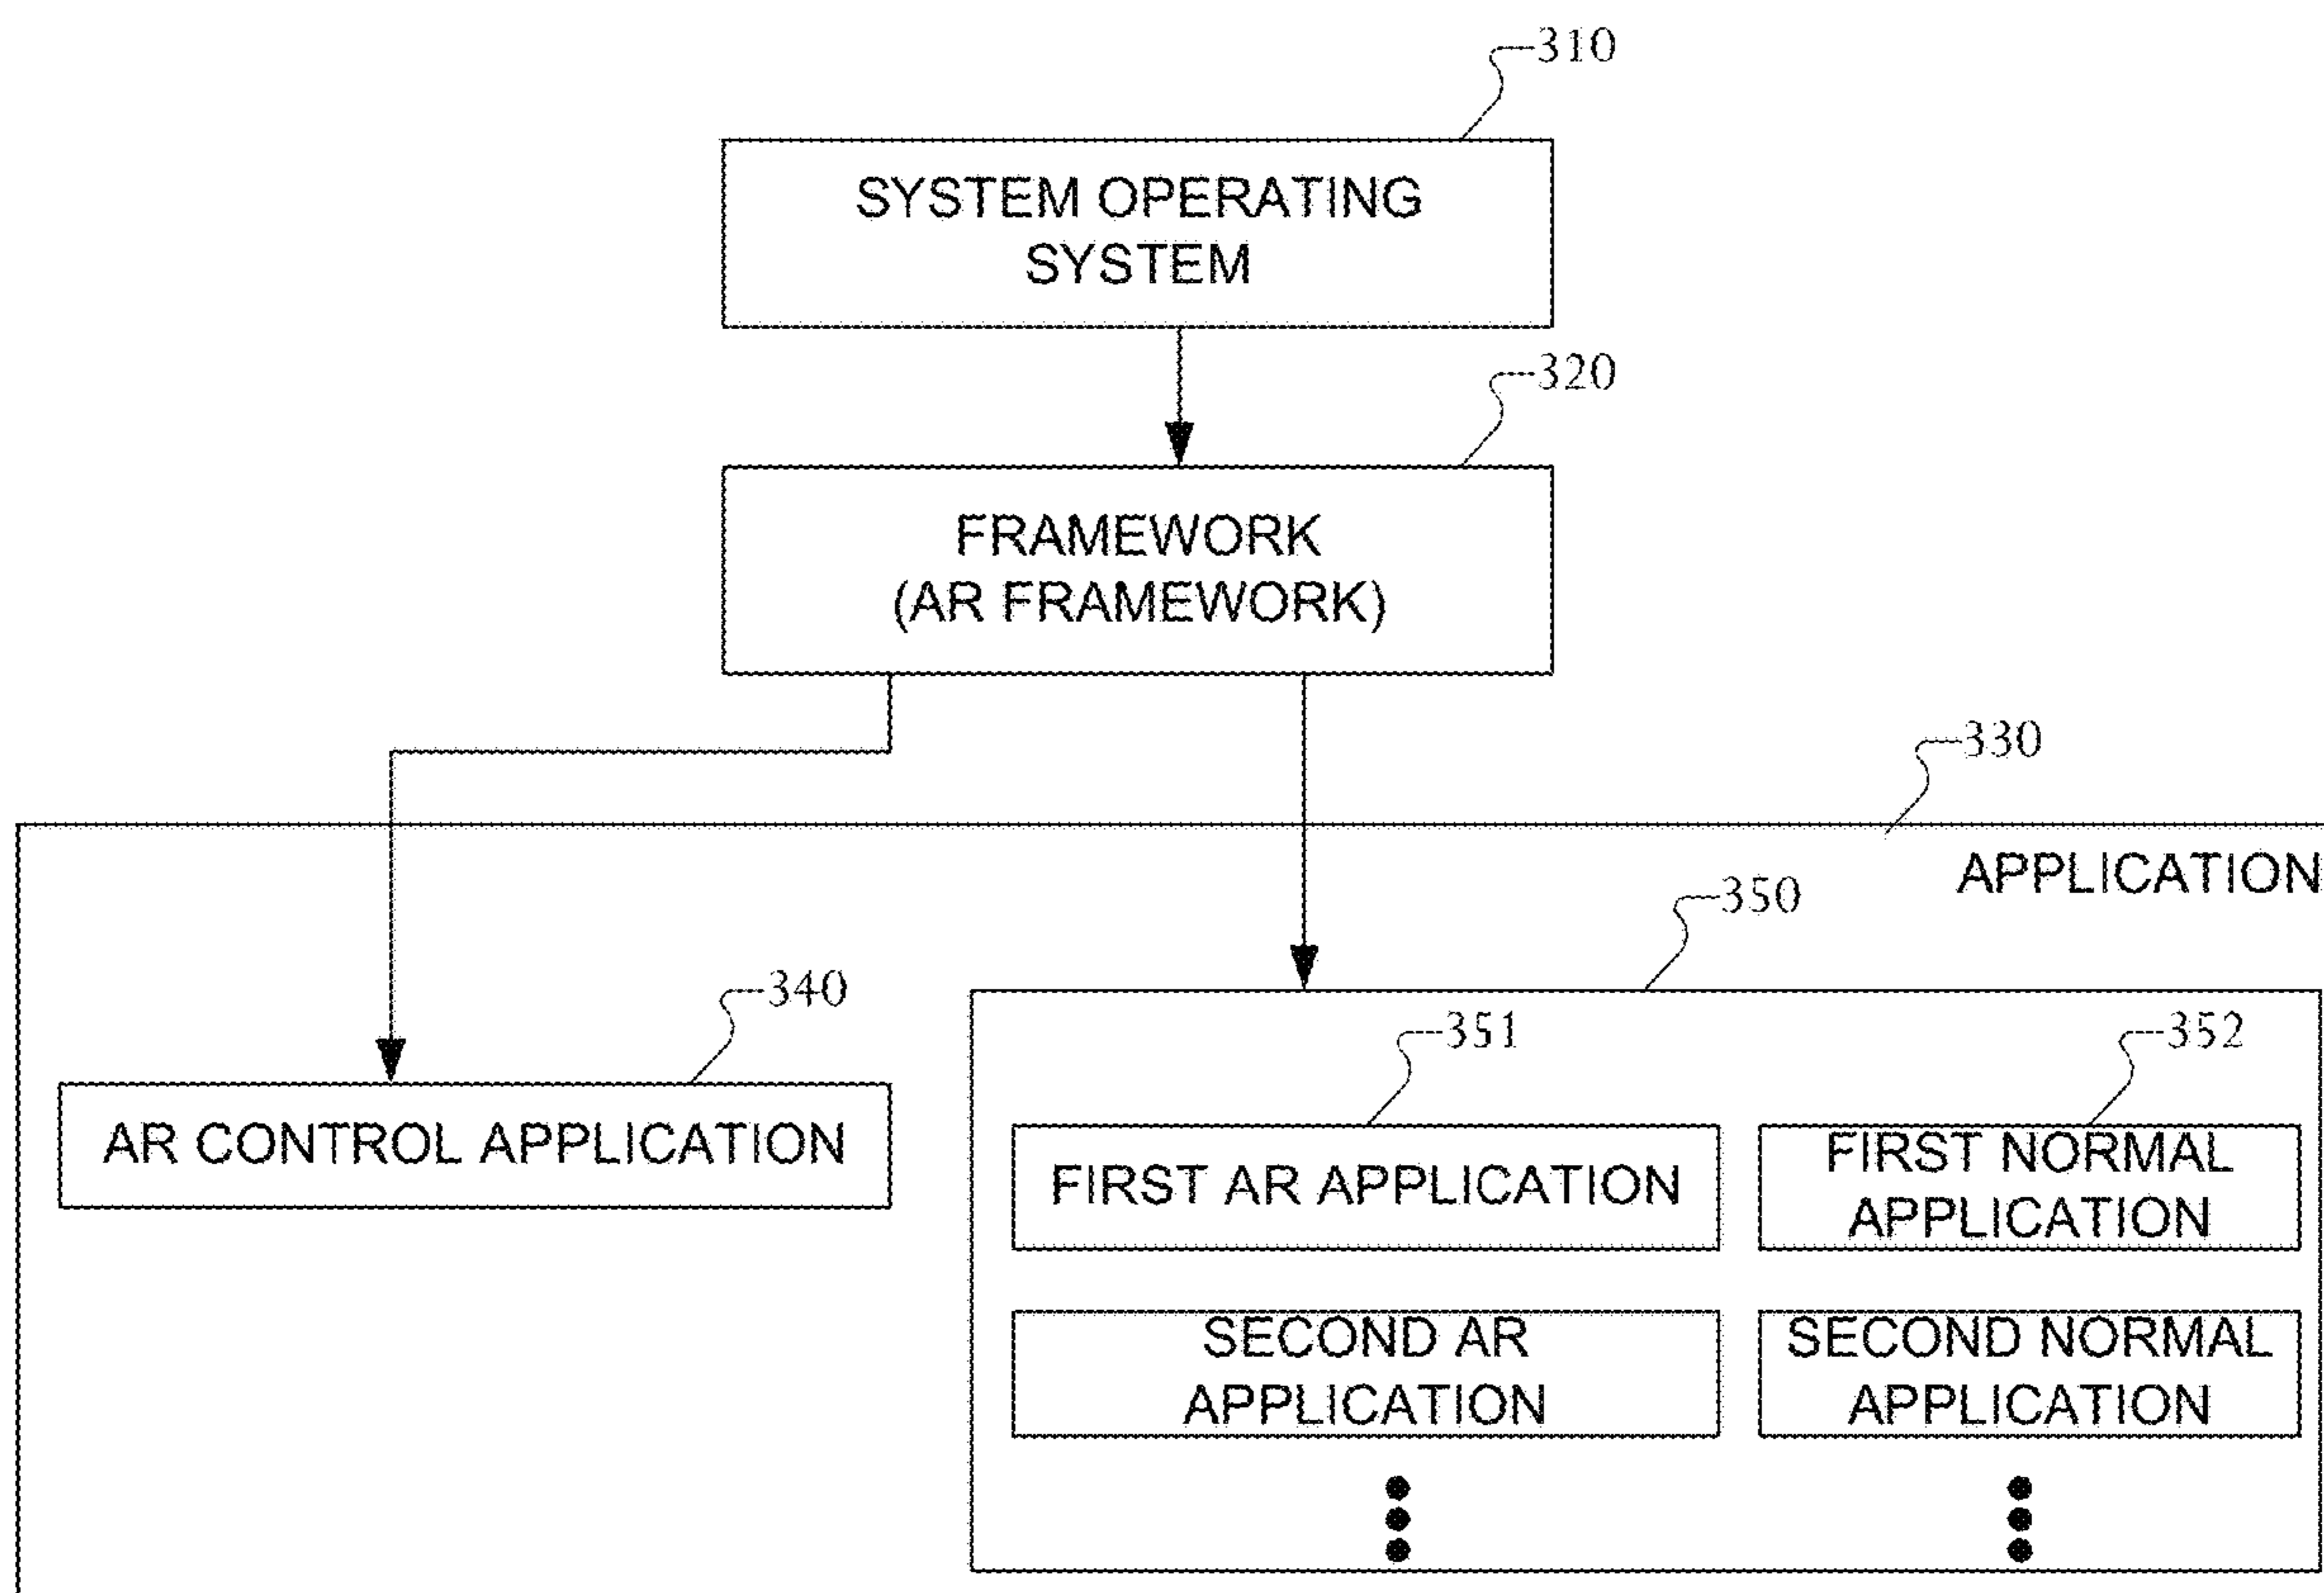 310
SYSTEM OPERATING
SYSTEM
320
FRAMEWORK
(AR FRAMEWORK)
330
APPLICATION
350
340
351
352
AR CONTROL APPLICATION
FIRST AR APPLICATION
FIRST NORMAL
APPLICATION
SECOND AR
APPLICATION
SECOND NORMAL
APPLICATION